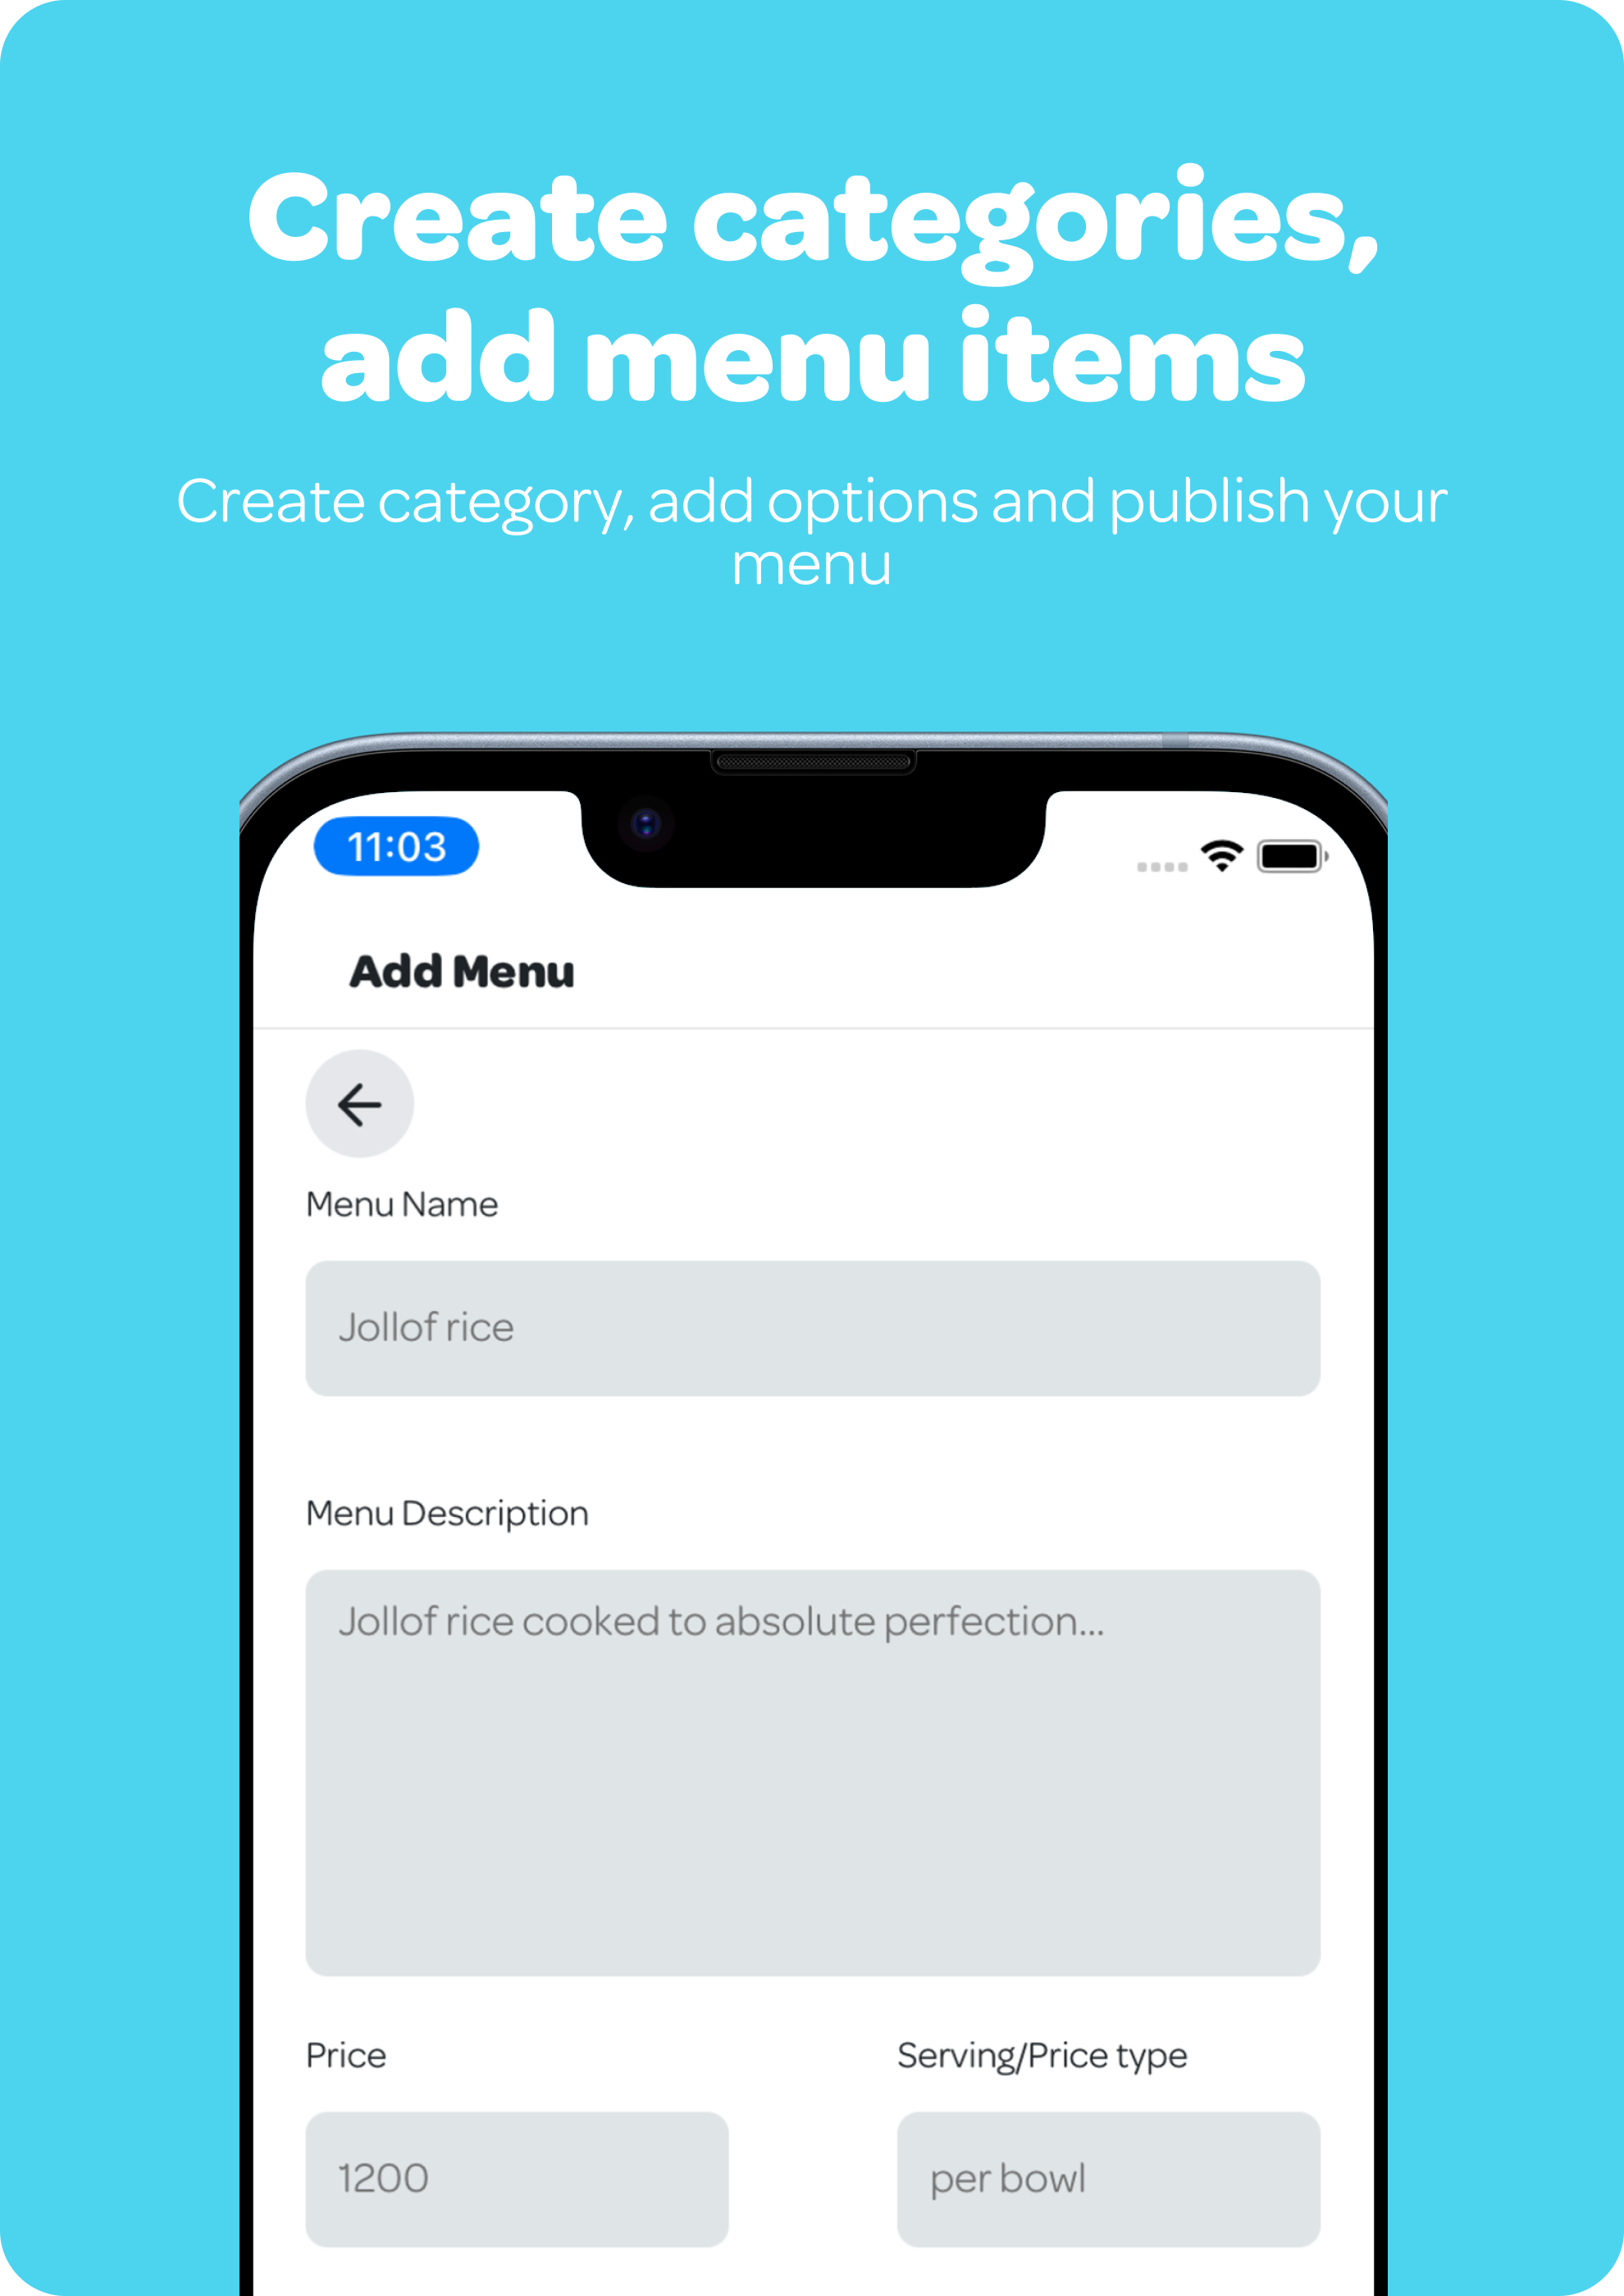 Create categories,
add menu items
Create category, add options and publish your
menu
11:03
Add Menu
Menu Name
Jollof rice
Menu Description
Jollof rice cooked to absolute perfection...
Price
Serving/Price type
1200
per bowl